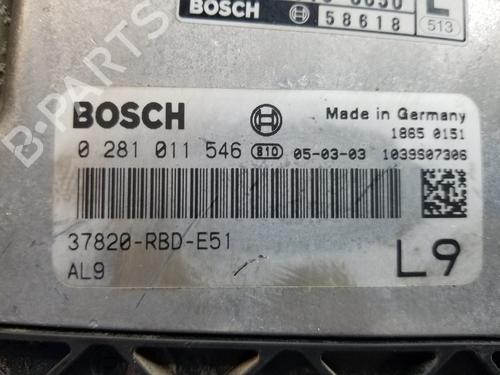 BOSCH 58618 513
BOSCH Made in Germany
1865 0151
0 281 011 546 810 05-03-03 1039S07306
37820-RBD-E51
AL9 L9